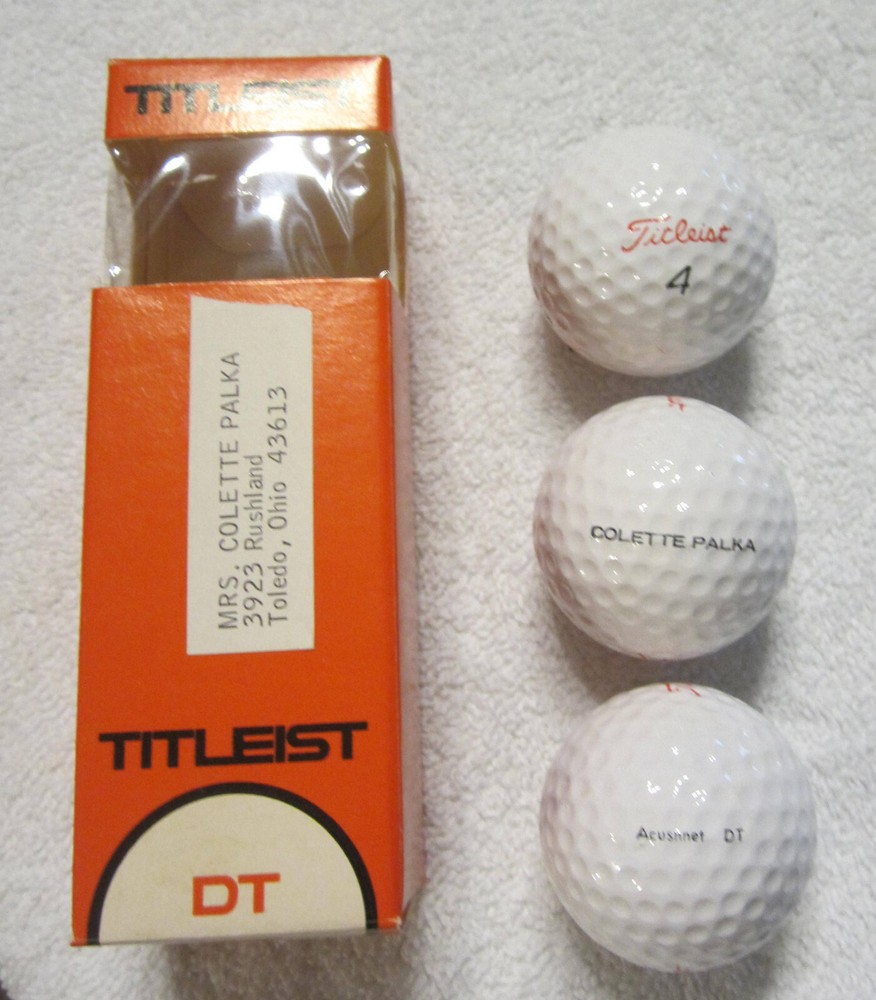 TITLEIST
MRS. COLETTE PALKA
3923 Rushland
Toledo, Ohio 43613
TITLEIST
DT
Titleist
4
COLETTE PALKA
Acushnet DT